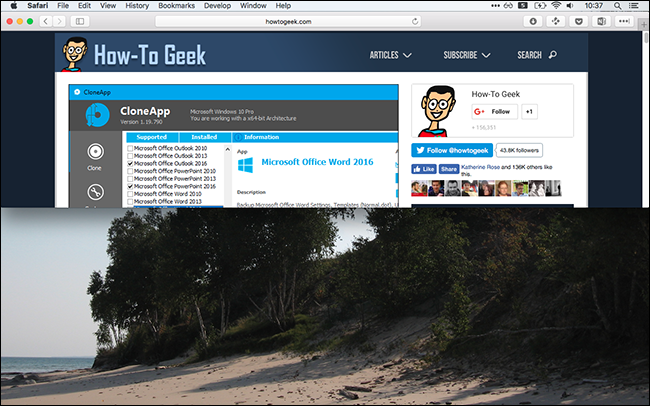 Safari File Edit View History Bookmarks Develop Window Help 10:37
howtogeek.com
How-To Geek ARTICLES SUBSCRIBE SEARCH
CloneApp
CloneApp
Version 1.19.790
Microsoft Windows 10 Pro
You are working with a x64-bit Architecture
Supported Installed Information
Clone
Microsoft Office Outlook 2010
Microsoft Office Outlook 2013
Microsoft Office Outlook 2016
Microsoft Office PowerPoint 2010
Microsoft Office PowerPoint 2013
Microsoft Office PowerPoint 2016
Microsoft Office Word 2010
Microsoft Office Word 2013
App
Microsoft Office Word 2016
Description
Backup Microsoft Office Word Settings, Templates (Normal.dot),
How-To Geek
G+ Follow +1
+ 156,331
Follow @howtogeek 43.8K followers
Like Share Katherine Rose and 136K others like
this.